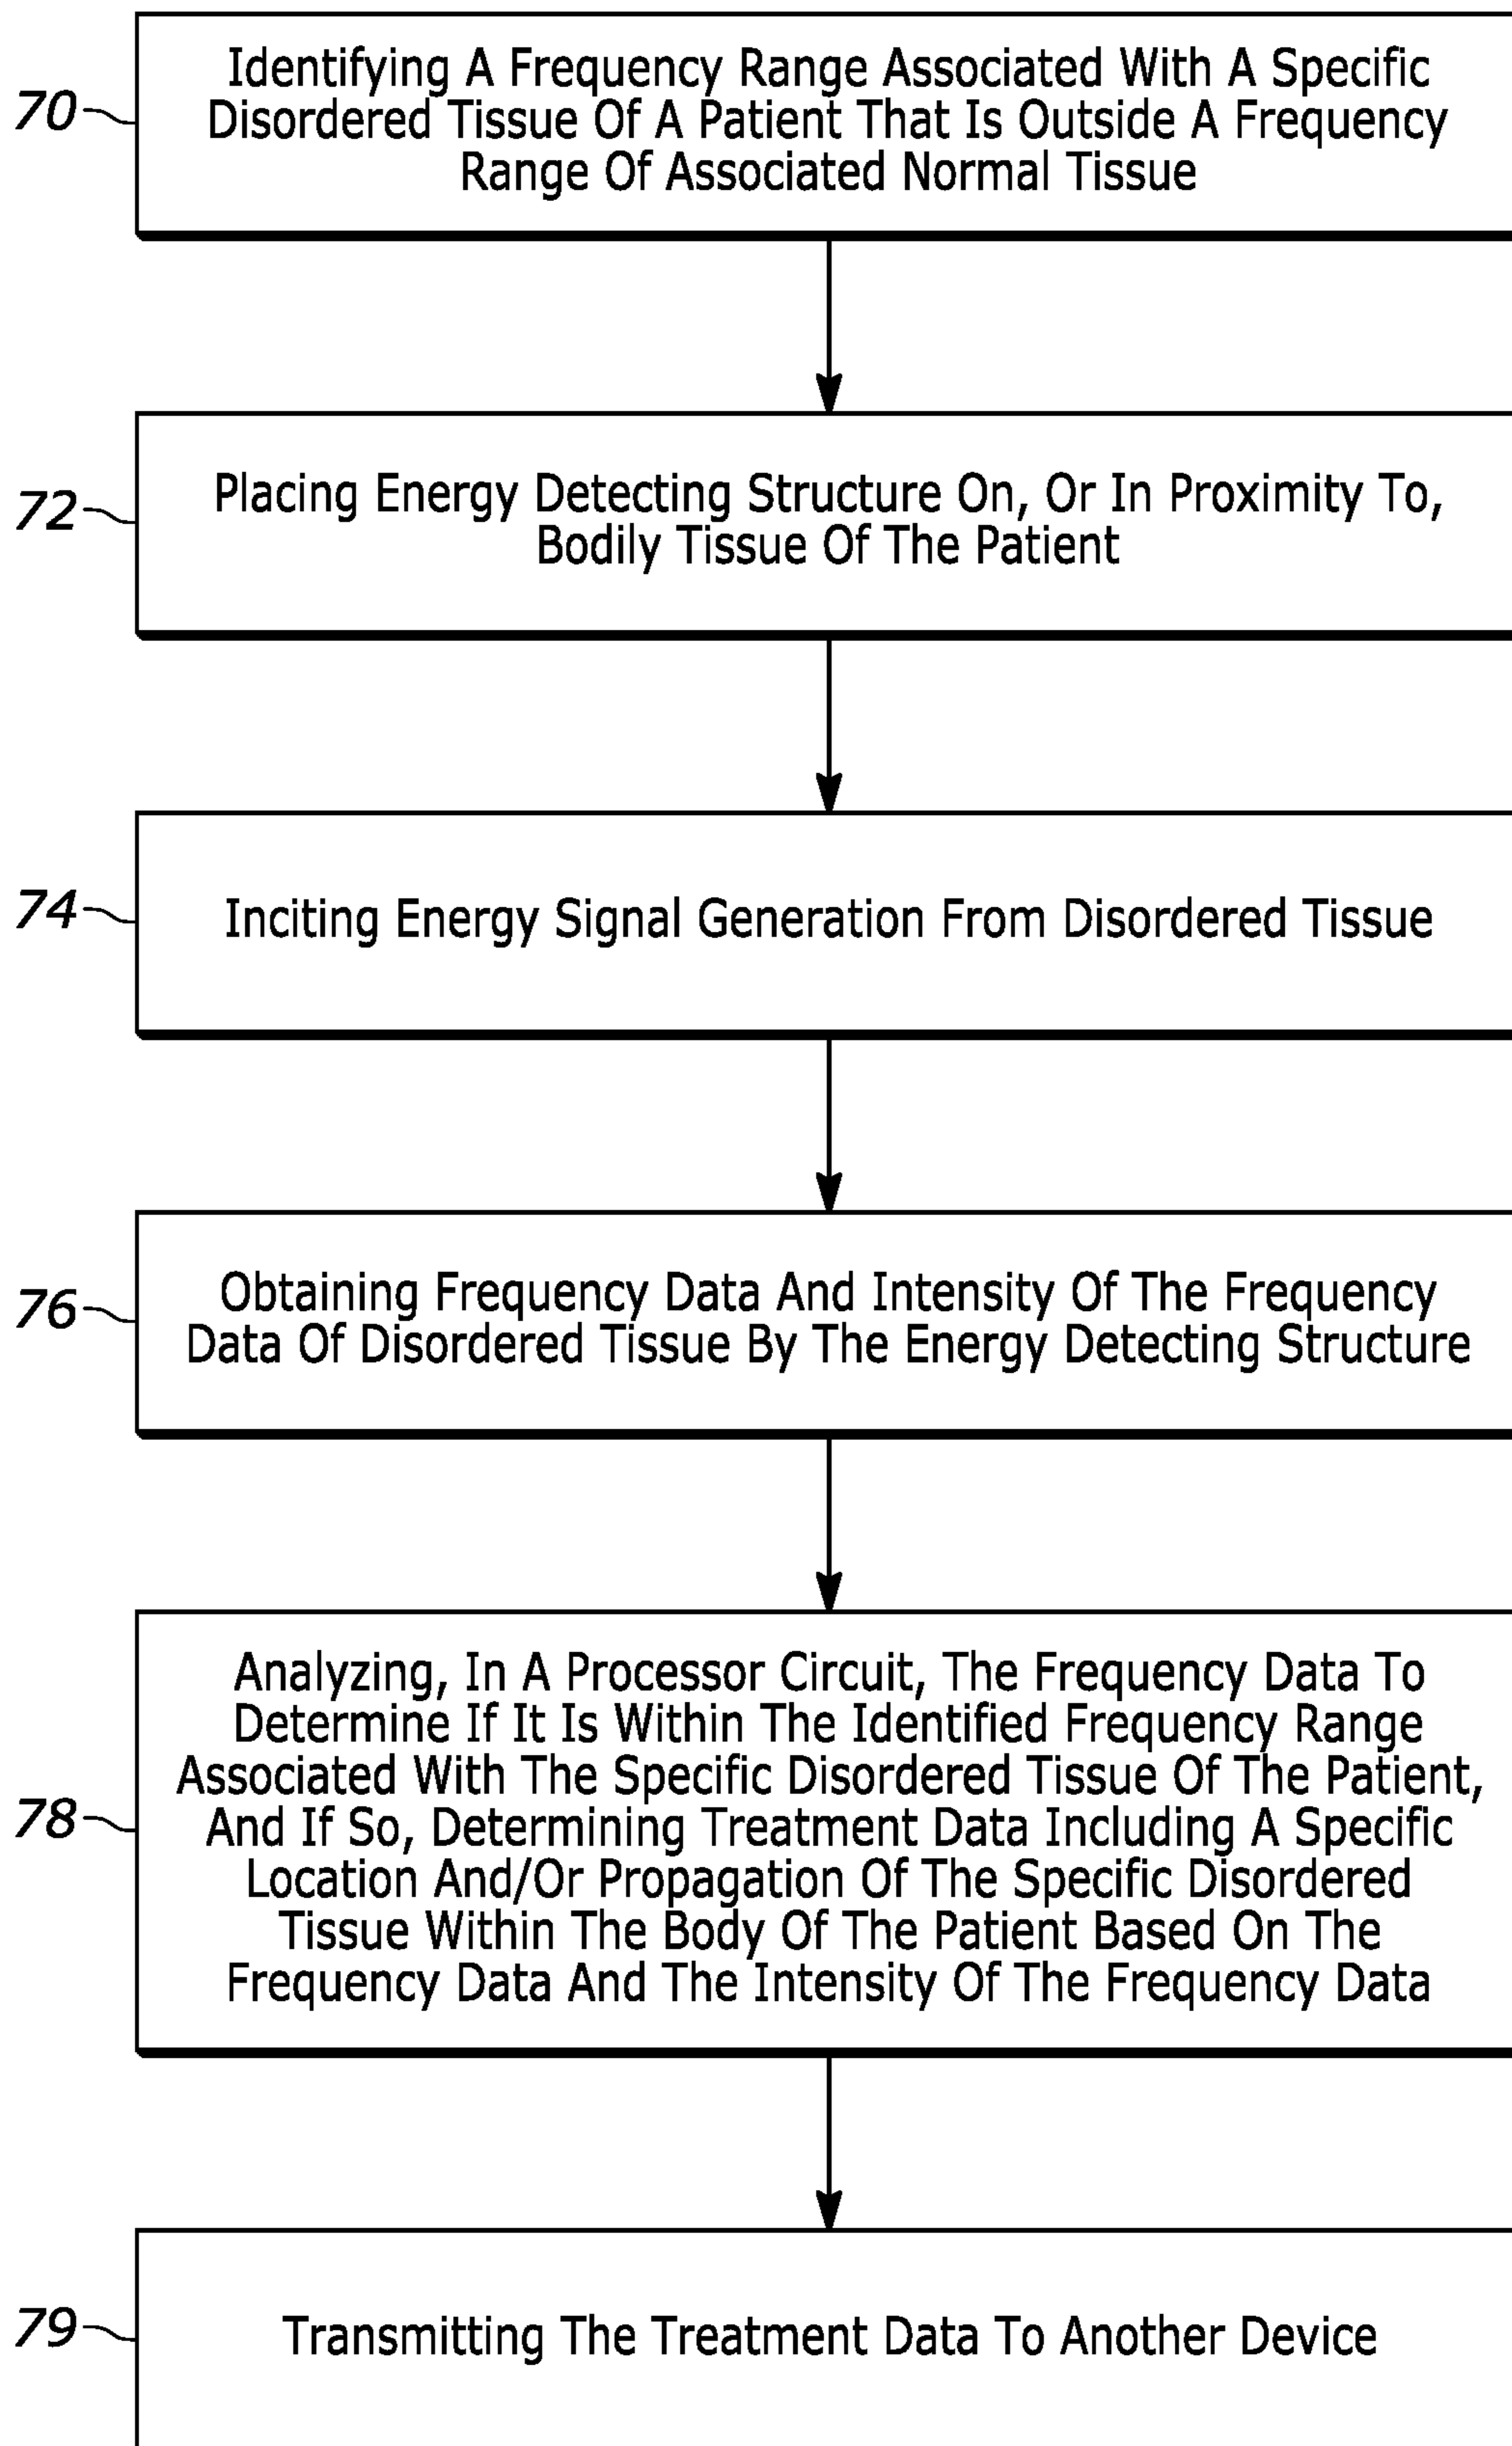 Identifying A Frequency Range Associated With A Specific
70
Disordered Tissue Of A Patient That Is Outside A Frequency
Range Of Associated Normal Tissue
72
Placing Energy Detecting Structure On, Or In Proximity To,
Bodily Tissue Of The Patient
74
Inciting Energy Signal Generation From Disordered Tissue
76
Obtaining Frequency Data And Intensity Of The Frequency
Data Of Disordered Tissue By The Energy Detecting Structure
Analyzing, In A Processor Circuit, The Frequency Data To
Determine If It Is Within The Identified Frequency Range
Associated With The Specific Disordered Tissue Of The Patient,
78
And If So, Determining Treatment Data Including A Specific
Location And/Or Propagation Of The Specific Disordered
Tissue Within The Body Of The Patient Based On The
Frequency Data And The Intensity Of The Frequency Data
79
Transmitting The Treatment Data To Another Device